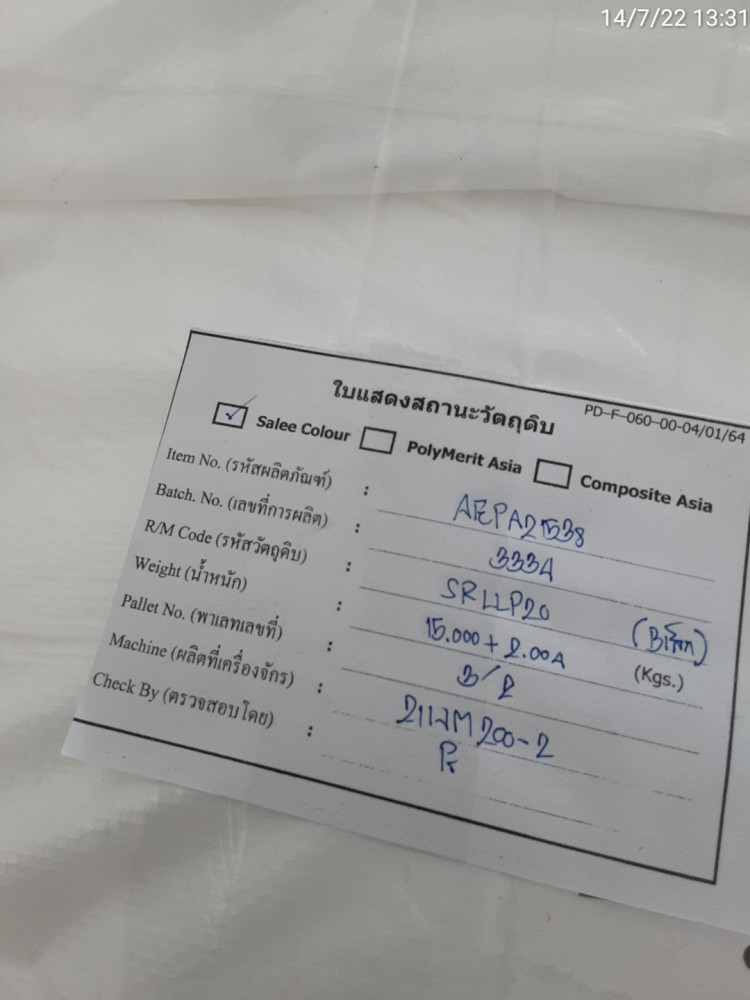 14/7/22 13:31
PD-F-060-00-04/01/64
ใบแสดงสถานะวัตถุดิบ
Salee Colour PolyMerit Asia Composite Asia
Item No. (รหัสผลิตภัณฑ์) : AEPA21538
Batch. No. (เลขที่การผลิต) : 333A
R/M Code (รหัสวัตถุดิบ) : SRLLP20
Weight (น้ำหนัก) : 15.000 + 2.00A (Kgs.)
Pallet No. (พาเลทเลขที่) : 3/2
Machine (ผลิตที่เครื่องจักร) : 200-2
Check By (ตรวจสอบโดย) :